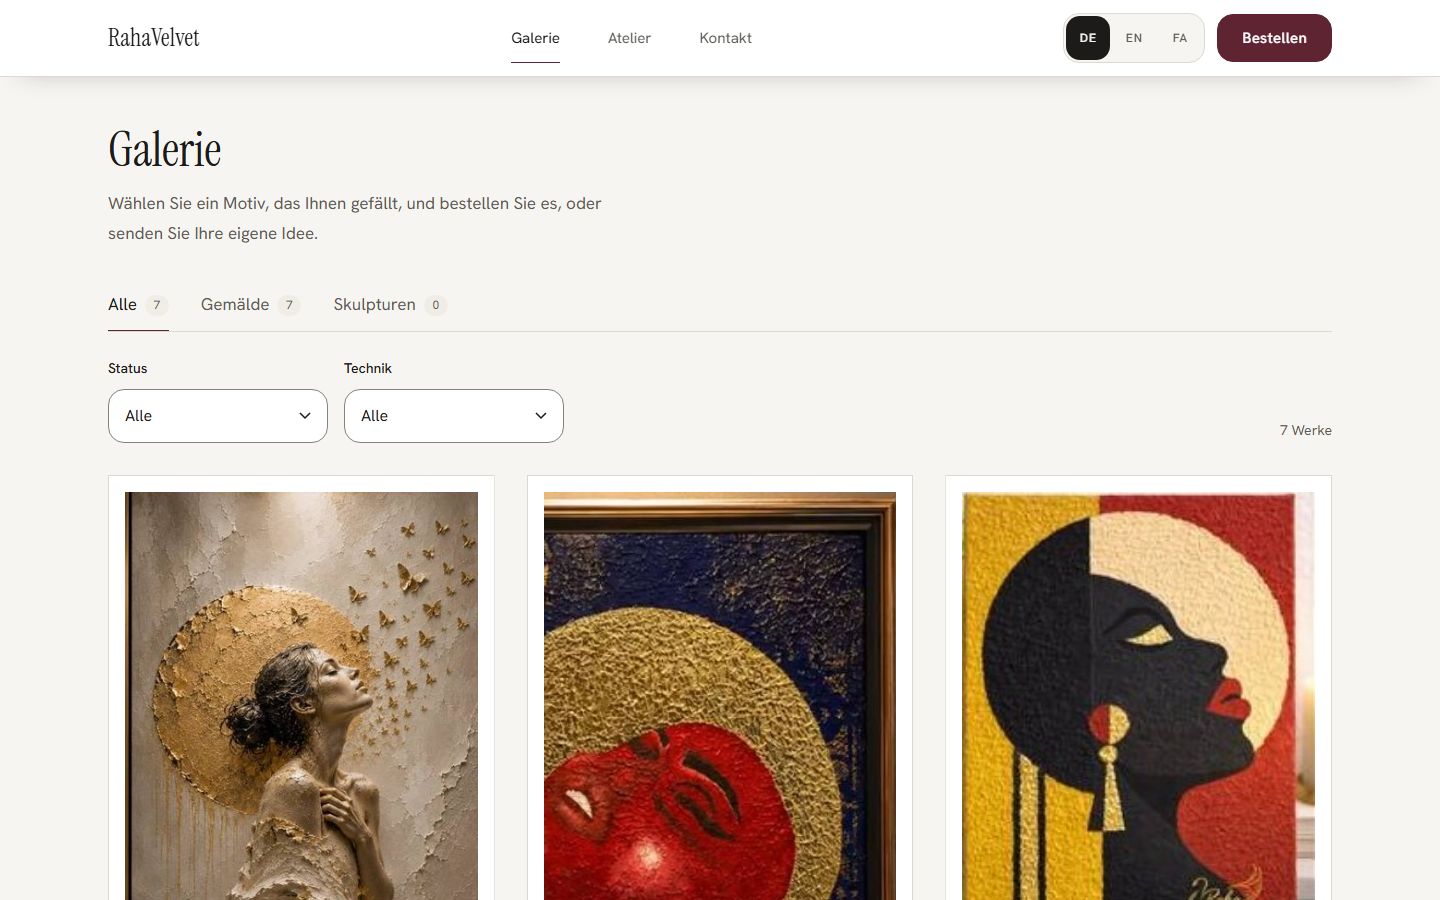 RahaVelvet
Galerie
Atelier
Kontakt
DE
EN
FA
Bestellen
Galerie
Wählen Sie ein Motiv, das Ihnen gefällt, und bestellen Sie es, oder
senden Sie Ihre eigene Idee.
Alle 7
Gemälde 7
Skulpturen 0
Status
Technik
Alle
Alle
7 Werke